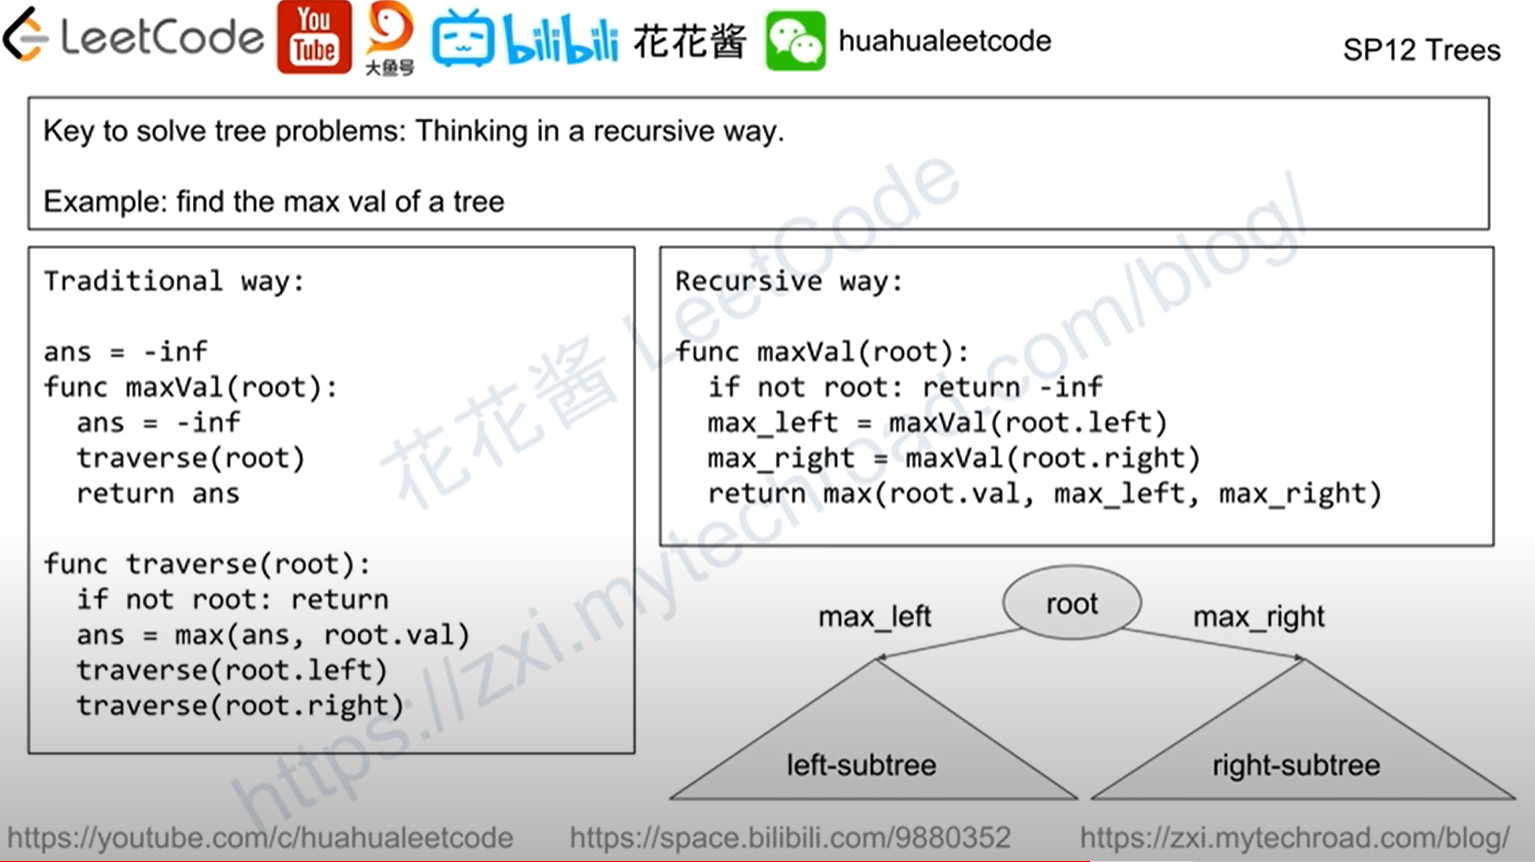 LeetCode You Tube 大鱼号 bilibili 花花酱 huahualeetcode SP12 Trees
Key to solve tree problems: Thinking in a recursive way.
Example: find the max val of a tree
Traditional way:
ans = -inf
func maxVal(root):
  ans = -inf
  traverse(root)
  return ans
func traverse(root):
  if not root: return
  ans = max(ans, root.val)
  traverse(root.left)
  traverse(root.right)
Recursive way:
func maxVal(root):
  if not root: return -inf
  max_left = maxVal(root.left)
  max_right = maxVal(root.right)
  return max(root.val, max_left, max_right)
max_left root max_right
left-subtree right-subtree
花花酱 LeetCode
https://zxi.mytechroad.com/blog/
https://youtube.com/c/huahualeetcode https://space.bilibili.com/9880352 https://zxi.mytechroad.com/blog/